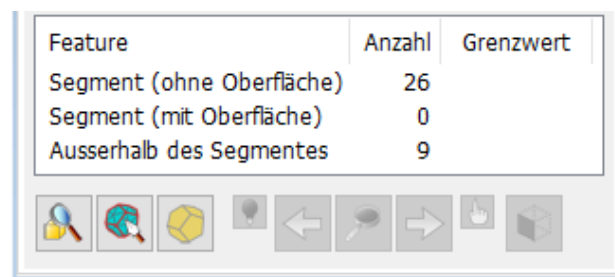 Feature Anzahl Grenzwert
Segment (ohne Oberfläche) 26
Segment (mit Oberfläche) 0
Ausserhalb des Segmentes 9